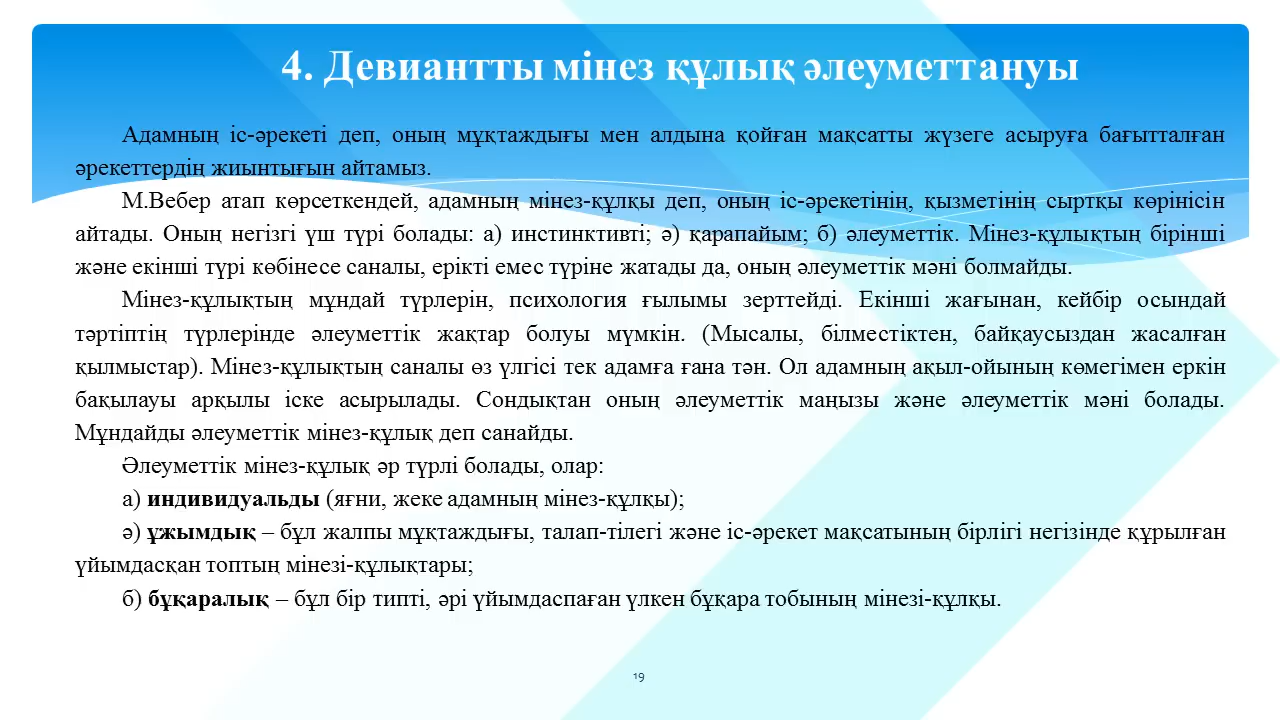 4. Девиантты мінез құлық әлеуметтануы
Адамның іс-әрекеті деп, оның мұқтаждығы мен алдына қойған мақсатты жүзеге асыруға бағытталған
әрекеттердің жиынтығын айтамыз.
М.Вебер атап көрсеткендей, адамның мінез-құлқы деп, оның іс-әрекетінің, қызметінің сыртқы көрінісін
айтады. Оның негізгі үш түрі болады: а) инстинктивті; ә) қарапайым; б) әлеуметтік. Мінез-құлықтың бірінші
және екінші түрі көбінесе саналы, ерікті емес түріне жатады да, оның әлеуметтік мәні болмайды.
Мінез-құлықтың мұндай түрлерін, психология ғылымы зерттейді. Екінші жағынан, кейбір осындай
тәртіптің түрлерінде әлеуметтік жақтар болуы мүмкін. (Мысалы, білместіктен, байқаусыздан жасалған
қылмыстар). Мінез-құлықтың саналы өз үлгісі тек адамға ғана тән. Ол адамның ақыл-ойының көмегімен еркін
бақылауы арқылы іске асырылады. Сондықтан оның әлеуметтік маңызы және әлеуметтік мәні болады.
Мұндайды әлеуметтік мінез-құлық деп санайды.
Әлеуметтік мінез-құлық әр түрлі болады, олар:
а) индивидуальды (яғни, жеке адамның мінез-құлқы);
ә) ұжымдық – бұл жалпы мұқтаждығы, талап-тілегі және іс-әрекет мақсатының бірлігі негізінде құрылған
ұйымдасқан топтың мінезі-құлықтары;
б) бұқаралық – бұл бір типті, әрі ұйымдаспаған үлкен бұқара тобының мінезі-құлқы.
19